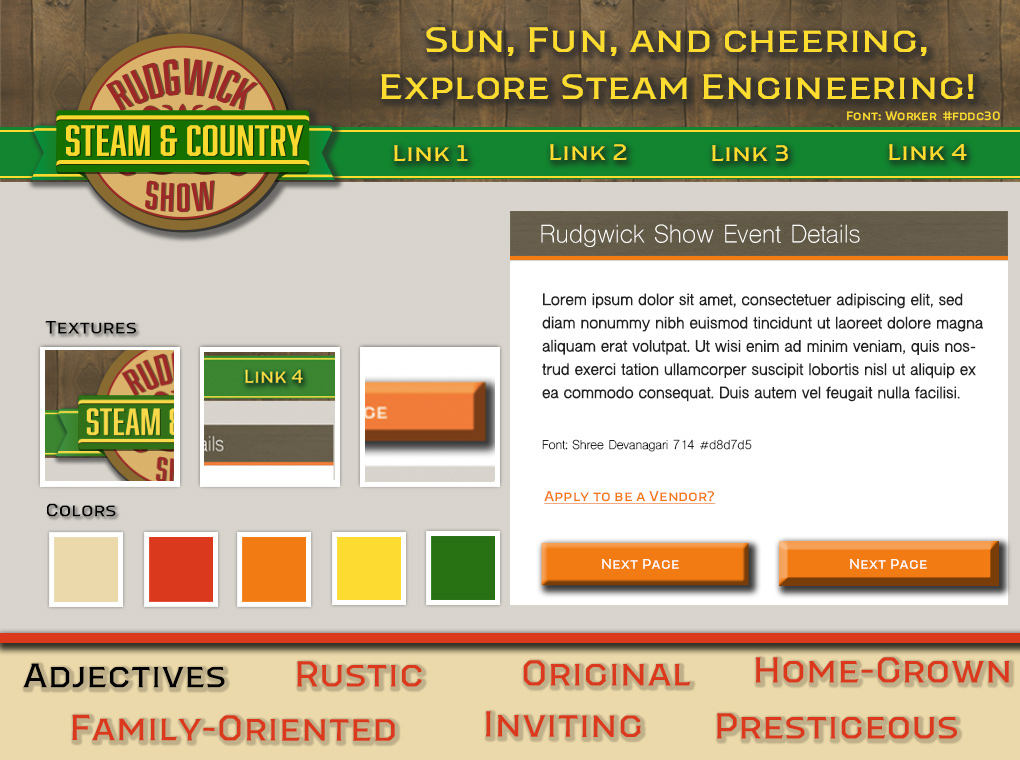 Sun, Fun, and cheering,
Explore Steam Engineering!
Font: Worker #fddc30
RUDGWICK
STEAM & COUNTRY
SHOW
Link 1
Link 2
Link 3
Link 4
Rudgwick Show Event Details
Lorem ipsum dolor sit amet, consectetuer adipiscing elit, sed
diam nonummy nibh euismod tincidunt ut laoreet dolore magna
aliquam erat volutpat. Ut wisi enim ad minim veniam, quis nos-
trud exerci tation ullamcorper suscipit lobortis nisl ut aliquip ex
ea commodo consequat. Duis autem vel feugait nulla facilisi.
Font: Shree Devanagari 714 #d8d7d5
Apply to be a Vendor?
Next Page
Next Page
Textures
RUD
STEAM &
S
Link 4
ails
GE
Colors
Adjectives
Rustic
Original
Home-Grown
Family-Oriented
Inviting
Prestigeous